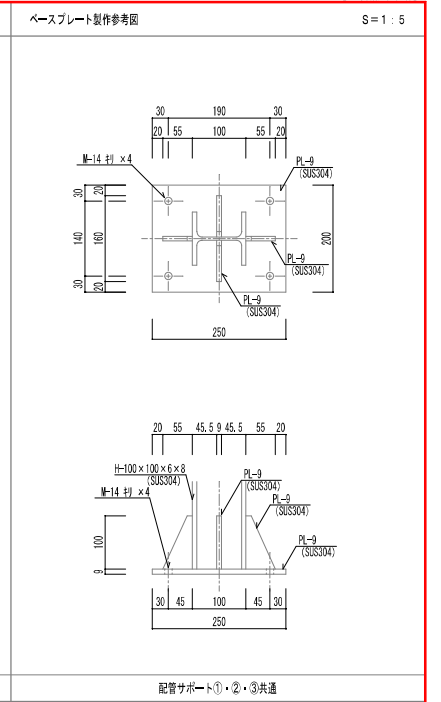 ベースプレート製作参考図
S=1:5
30 190 30
20 55 100 55 20
M-14 キリ ×4
PL-9
(SUS304)
30 140 30
20 160 20
200
PL-9
(SUS304)
PL-9
(SUS304)
250
20 55 45.5 9 45.5 55 20
H-100×100×6×8
(SUS304)
M-14 キリ ×4
PL-9
(SUS304)
PL-9
(SUS304)
PL-9
(SUS304)
100
9
30 45 100 45 30
250
配管サポート①・②・③共通